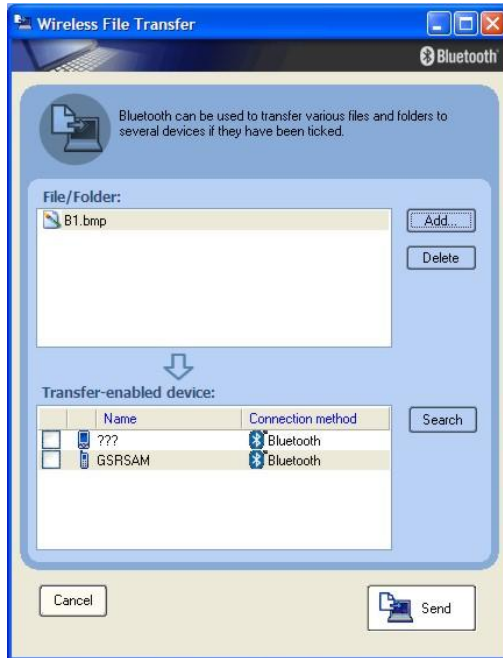 Wireless File Transfer
Bluetooth
Bluetooth can be used to transfer various files and folders to
several devices if they have been ticked.
File/Folder:
B1.bmp
Add...
Delete
Transfer-enabled device:
Name Connection method
??? Bluetooth
GSRSAM Bluetooth
Search
Cancel
Send